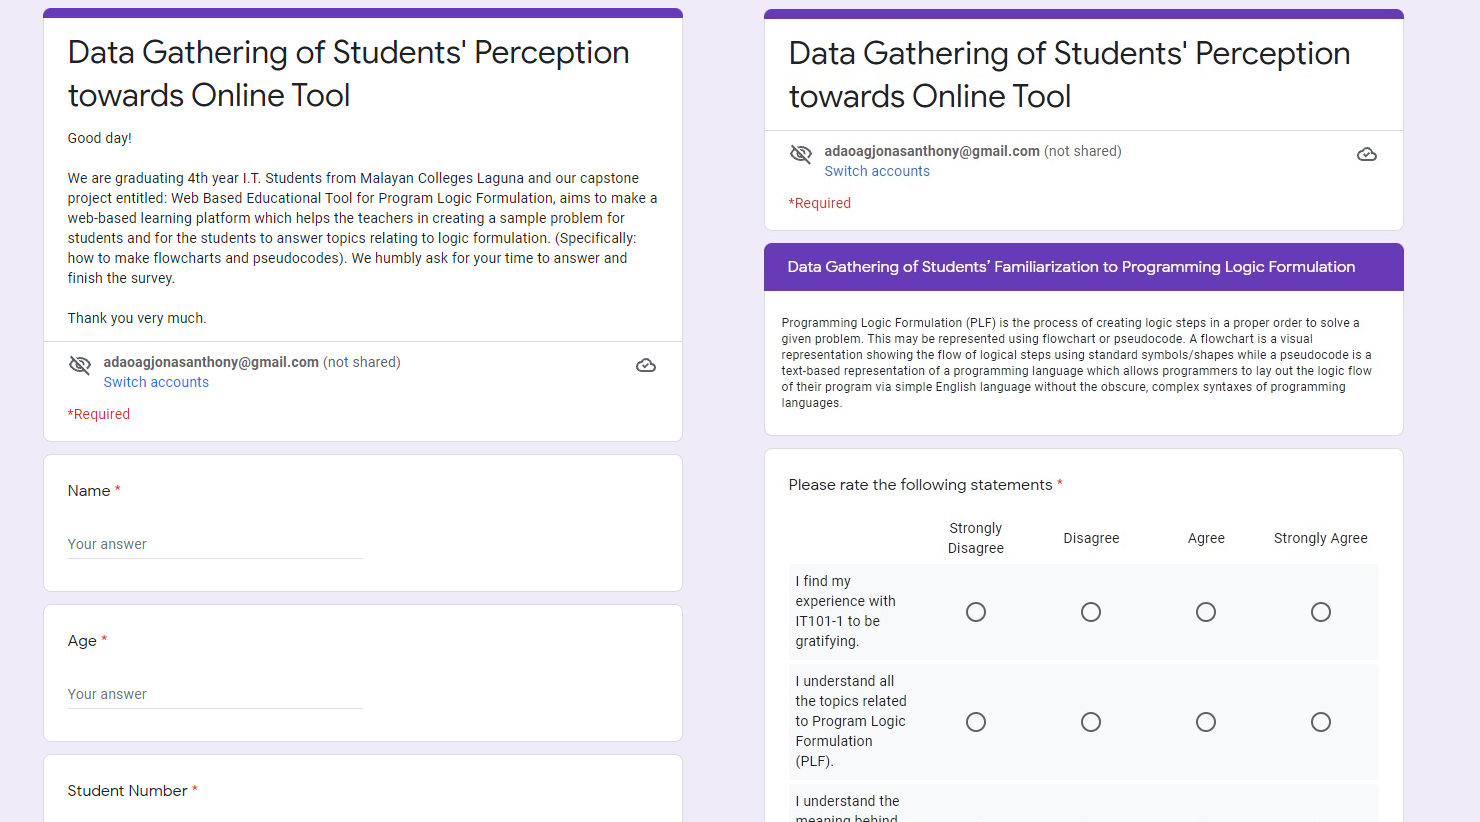 Data Gathering of Students' Perception
towards Online Tool
Good day!
We are graduating 4th year I.T. Students from Malayan Colleges Laguna and our capstone
project entitled: Web Based Educational Tool for Program Logic Formulation, aims to make a
web-based learning platform which helps the teachers in creating a sample problem for
students and for the students to answer topics relating to logic formulation. (Specifically:
how to make flowcharts and pseudocodes). We humbly ask for your time to answer and
finish the survey.
Thank you very much.
adaoagjonasanthony@gmail.com (not shared)
Switch accounts
*Required
Name *
Your answer
Age *
Your answer
Student Number *
Data Gathering of Students' Perception
towards Online Tool
adaoagjonasanthony@gmail.com (not shared)
Switch accounts
*Required
Data Gathering of Students’ Familiarization to Programming Logic Formulation
Programming Logic Formulation (PLF) is the process of creating logic steps in a proper order to solve a
given problem. This may be represented using flowchart or pseudocode. A flowchart is a visual
representation showing the flow of logical steps using standard symbols/shapes while a pseudocode is a
text-based representation of a programming language which allows programmers to lay out the logic flow
of their program via simple English language without the obscure, complex syntaxes of programming
languages.
Please rate the following statements *
Strongly
Disagree
Disagree
Agree
Strongly Agree
I find my
experience with
IT101-1 to be
gratifying.
I understand all
the topics related
to Program Logic
Formulation
(PLF).
I understand the
meaning behind